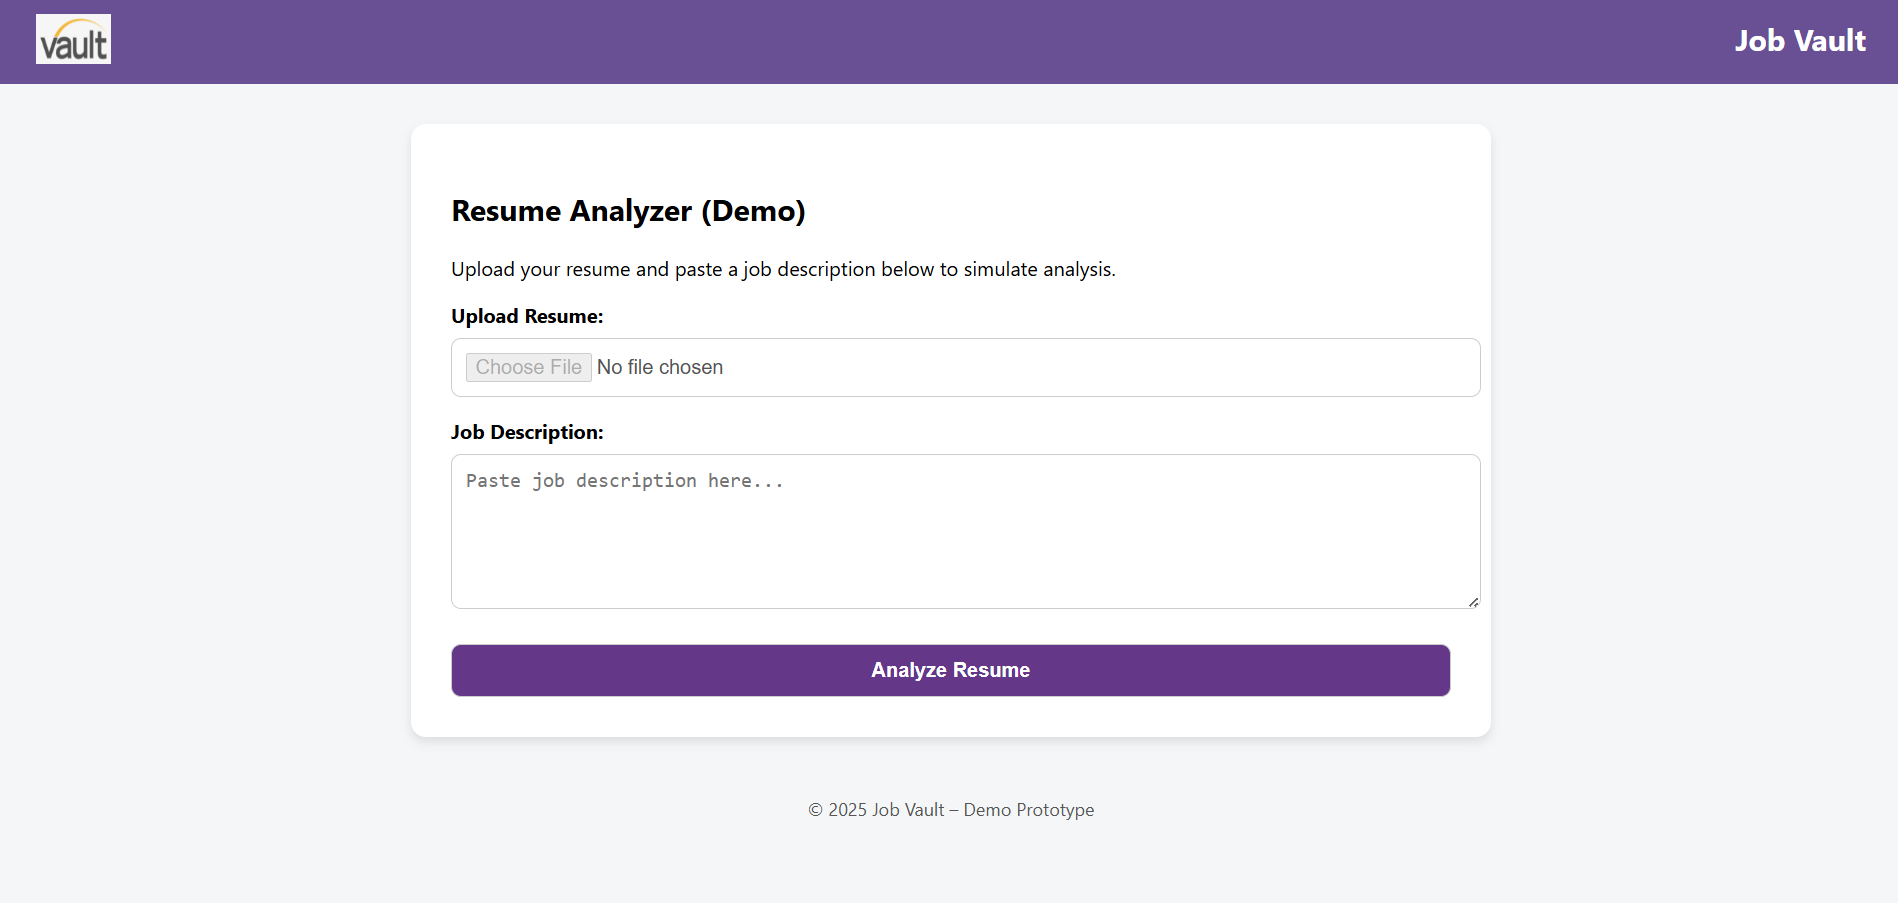 vault
Job Vault
Resume Analyzer (Demo)
Upload your resume and paste a job description below to simulate analysis.
Upload Resume:
Choose File No file chosen
Job Description:
Paste job description here...
Analyze Resume
© 2025 Job Vault – Demo Prototype